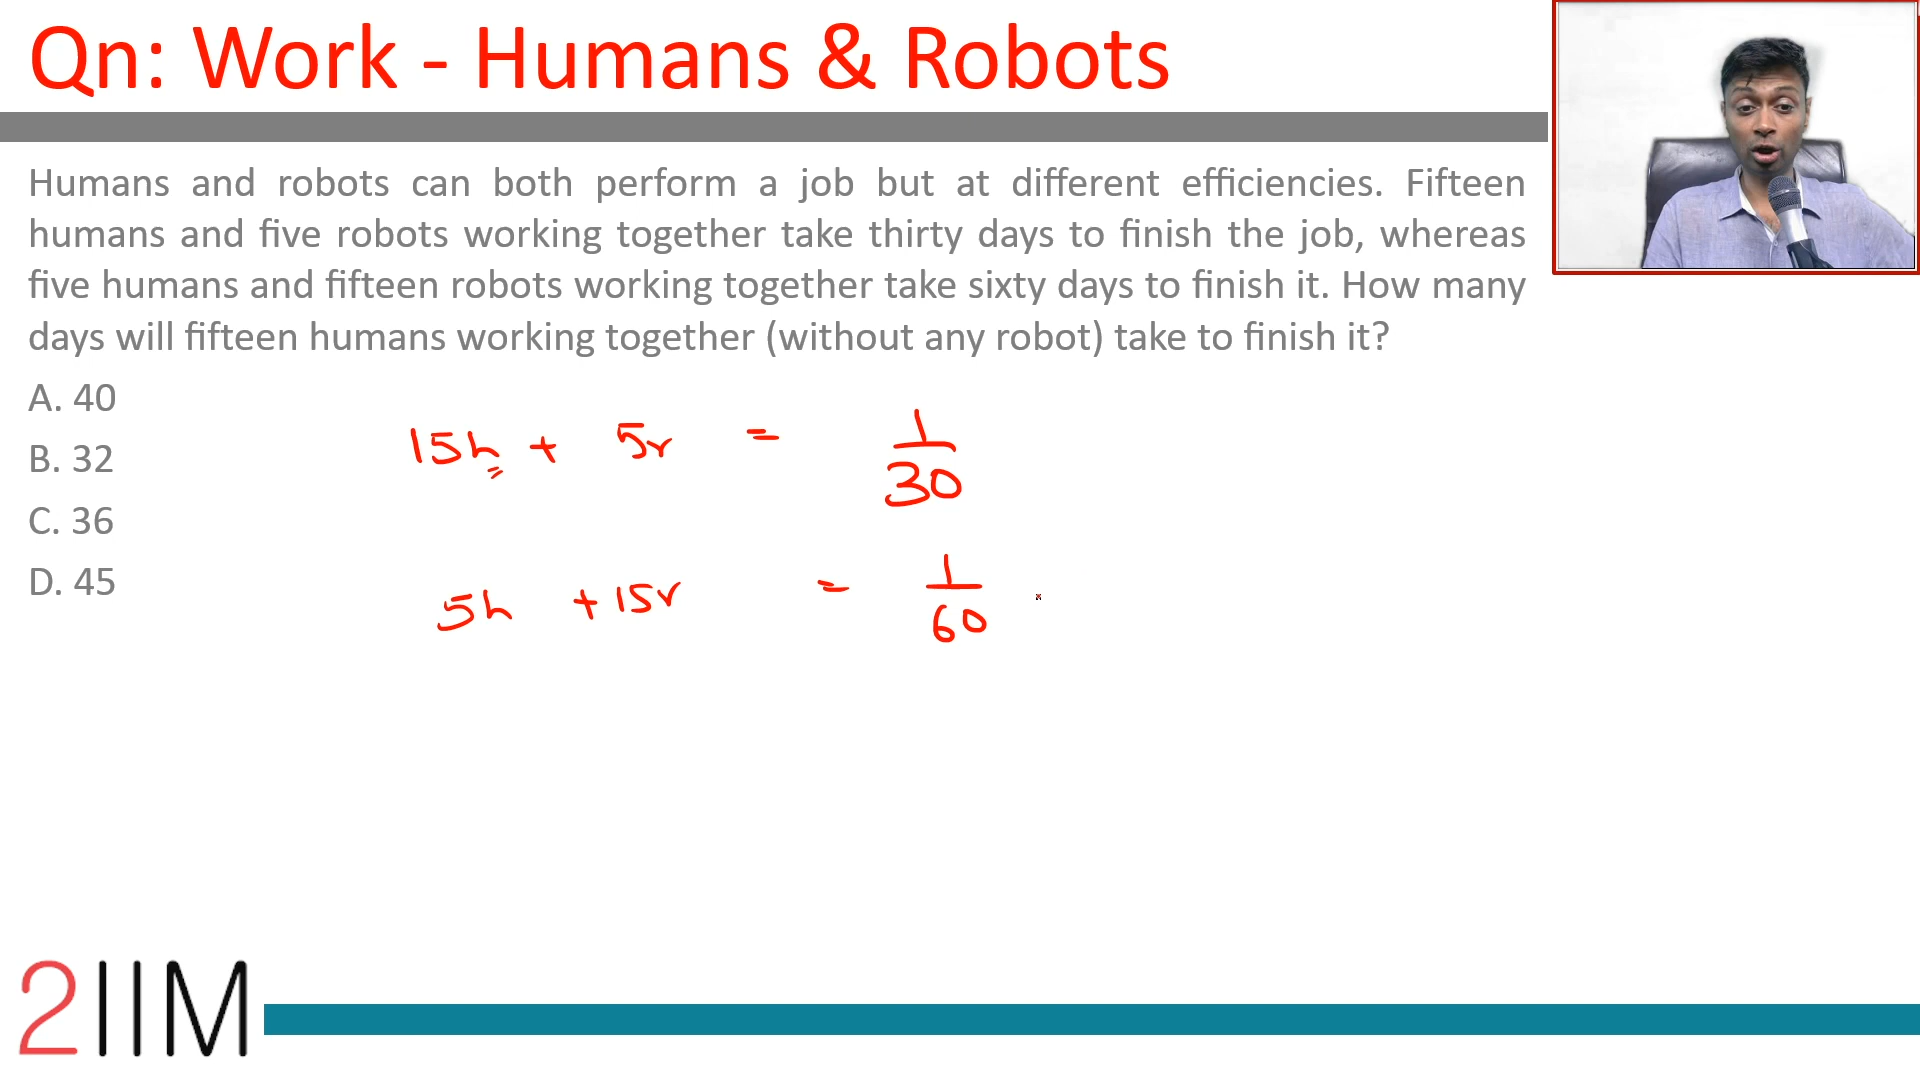 Qn: Work - Humans & Robots
Humans and robots can both perform a job but at different efficiencies. Fifteen
humans and five robots working together take thirty days to finish the job, whereas
five humans and fifteen robots working together take sixty days to finish it. How many
days will fifteen humans working together (without any robot) take to finish it?
A. 40
B. 32
C. 36
D. 45
15h + 5r = 1/30
5h + 15r = 1/60
2IIM